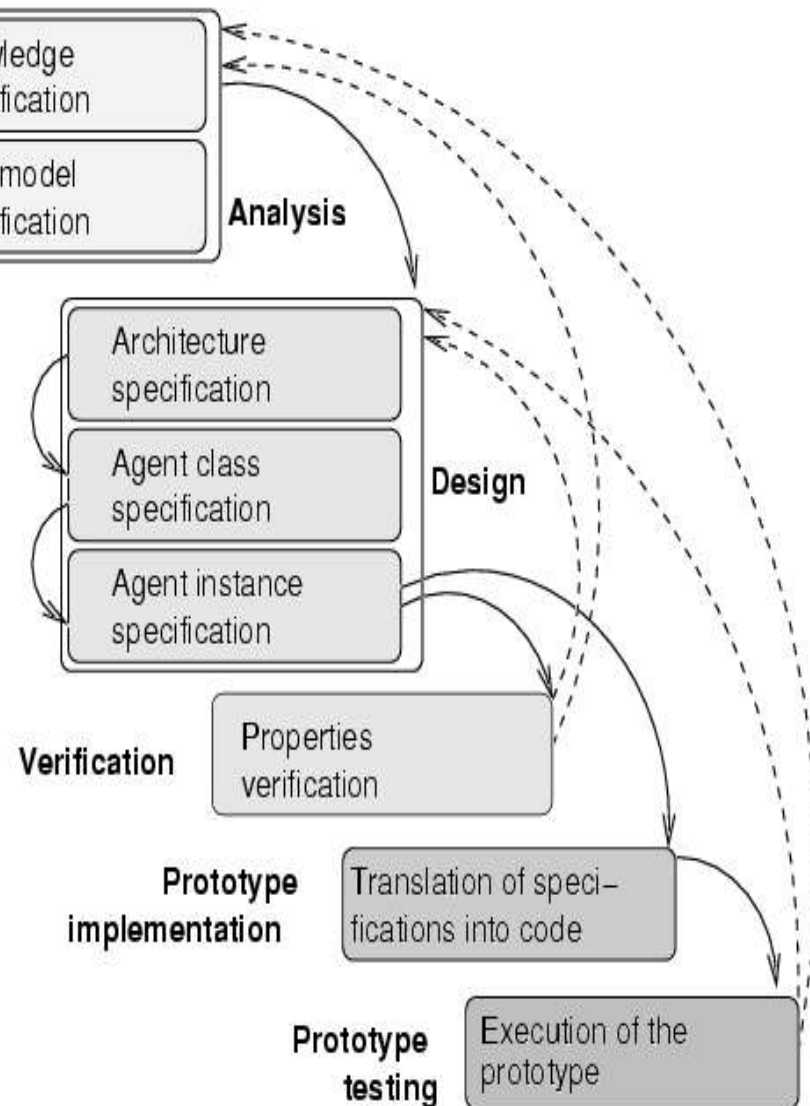 model
Analysis
Architecture
specification
Agent class
specification
Design
Agent instance
specification
Properties
verification
Verification
Prototype
implementation
Translation of speci–
fications into code
Prototype
testing
Execution of the
prototype